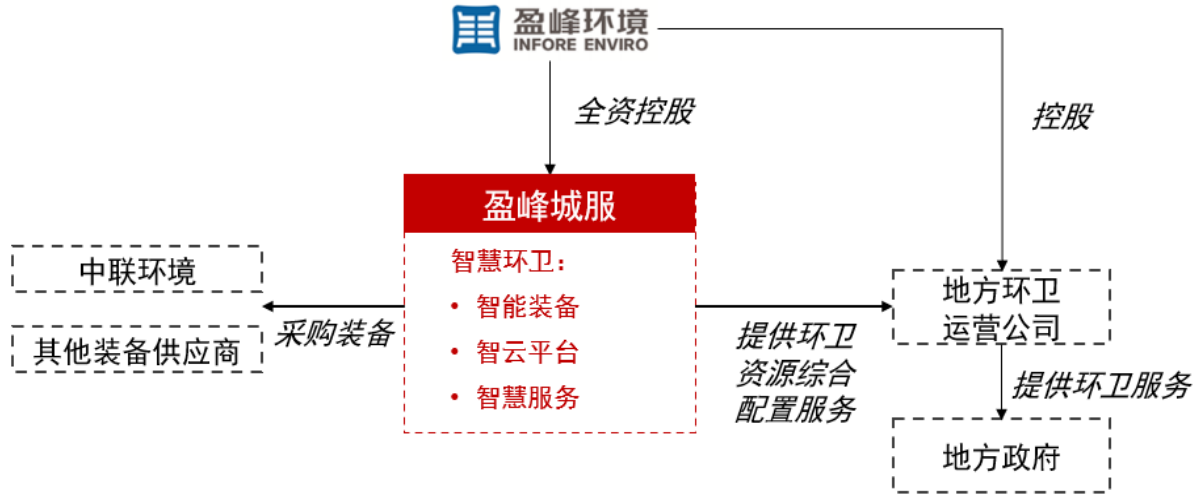 盈峰环境
INFORE ENVIRO
全资控股
控股
盈峰城服
智慧环卫：
• 智能装备
• 智云平台
• 智慧服务
中联环境
其他装备供应商
采购装备
提供环卫
资源综合
配置服务
地方环卫
运营公司
提供环卫服务
地方政府